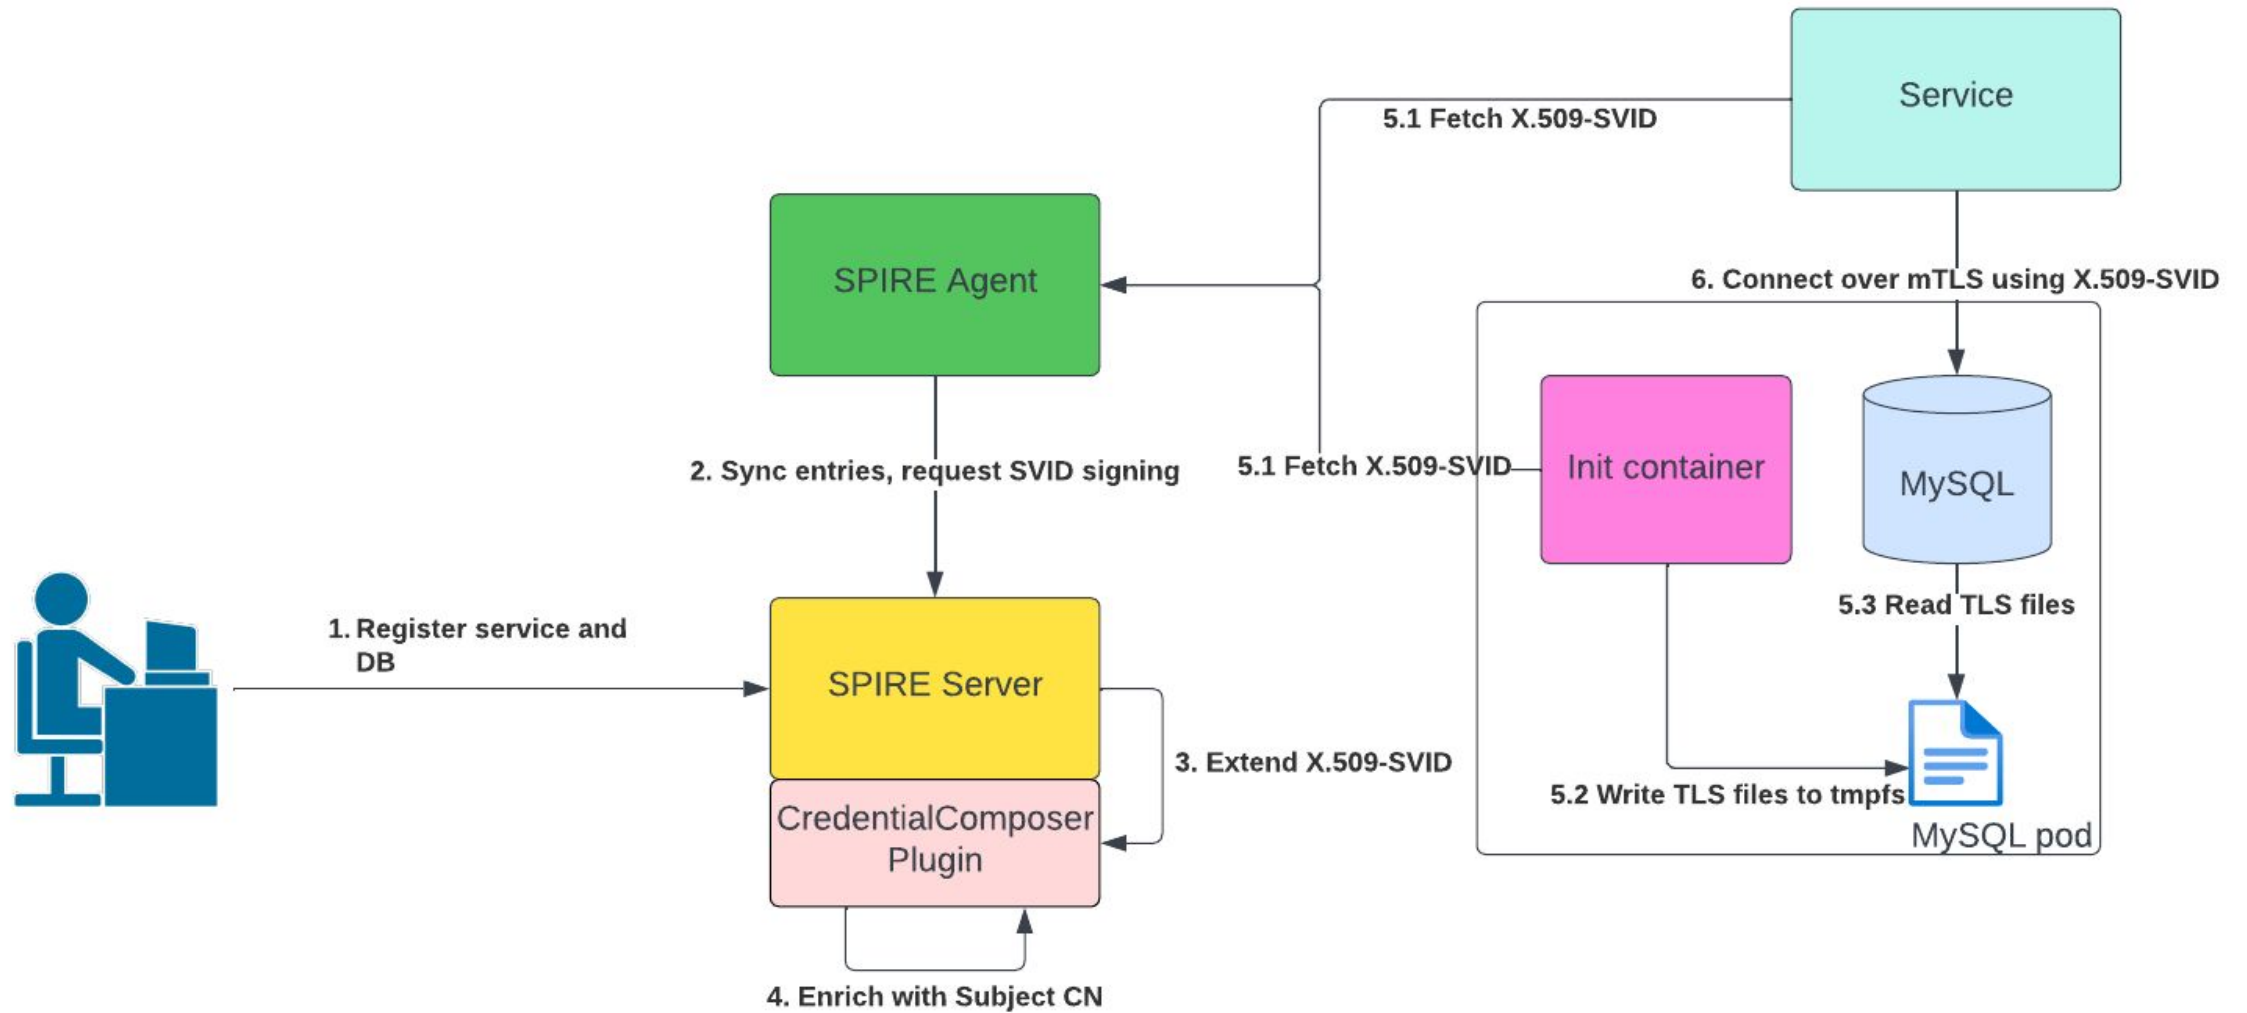 Service
5.1 Fetch X.509-SVID
SPIRE Agent
6. Connect over mTLS using X.509-SVID
2. Sync entries, request SVID signing
5.1 Fetch X.509-SVID
Init container
MySQL
5.3 Read TLS files
1. Register service and
DB
SPIRE Server
3. Extend X.509-SVID
5.2 Write TLS files to tmpfs
MySQL pod
CredentialComposer
Plugin
4. Enrich with Subject CN